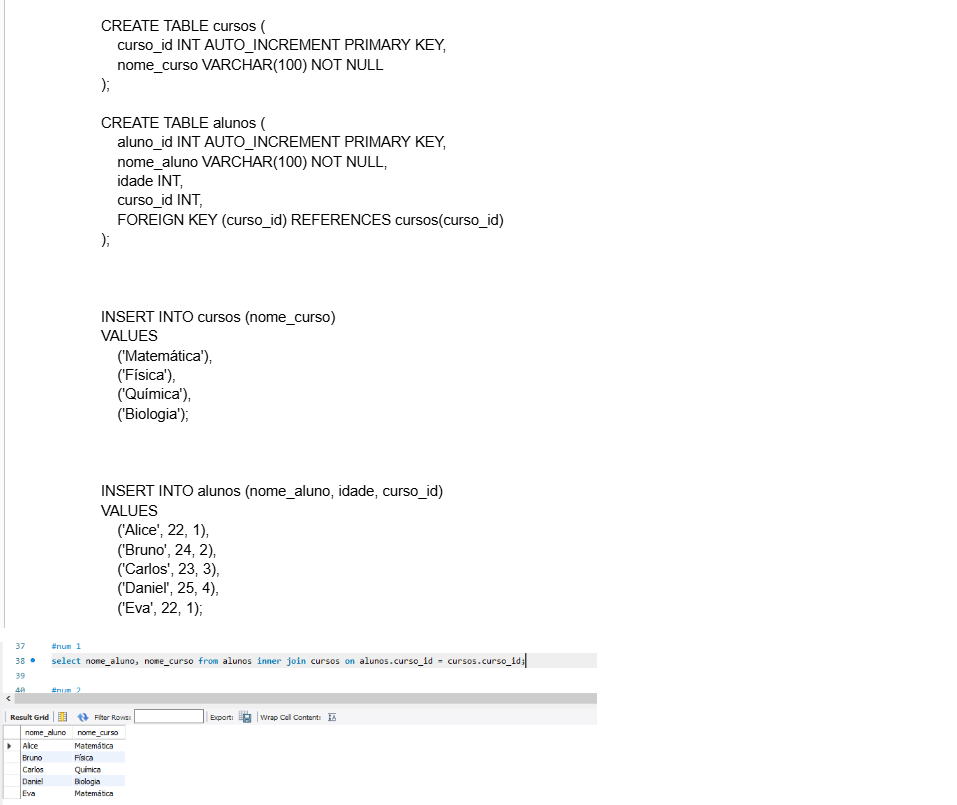 CREATE TABLE cursos (
curso_id INT AUTO_INCREMENT PRIMARY KEY,
nome_curso VARCHAR(100) NOT NULL
);
CREATE TABLE alunos (
aluno_id INT AUTO_INCREMENT PRIMARY KEY,
nome_aluno VARCHAR(100) NOT NULL,
idade INT,
curso_id INT,
FOREIGN KEY (curso_id) REFERENCES cursos(curso_id)
);
INSERT INTO cursos (nome_curso)
VALUES
('Matemática'),
('Física'),
('Química'),
('Biologia');
INSERT INTO alunos (nome_aluno, idade, curso_id)
VALUES
('Alice', 22, 1),
('Bruno', 24, 2),
('Carlos', 23, 3),
('Daniel', 25, 4),
('Eva', 22, 1);
37 #num 1
38 select nome_aluno, nome_curso from alunos inner join cursos on alunos.curso_id = cursos.curso_id;
39
40 #num 2
Result Grid Filter Rows: Export: Wrap Cell Content: IA
nome_aluno nome_curso
Alice Matemática
Bruno Física
Carlos Química
Daniel Biologia
Eva Matemática